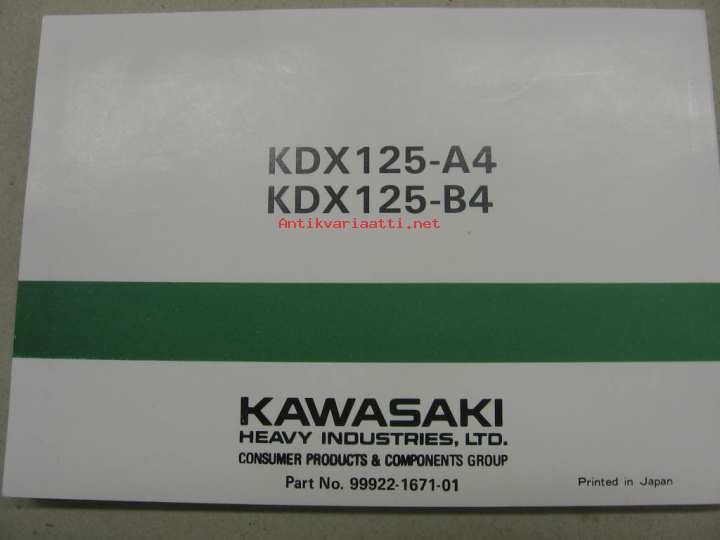 KDX125-A4
KDX125-B4
Antikvariaatti.net
KAWASAKI
HEAVY INDUSTRIES, LTD.
CONSUMER PRODUCTS & COMPONENTS GROUP
Part No. 99922-1671-01
Printed in Japan